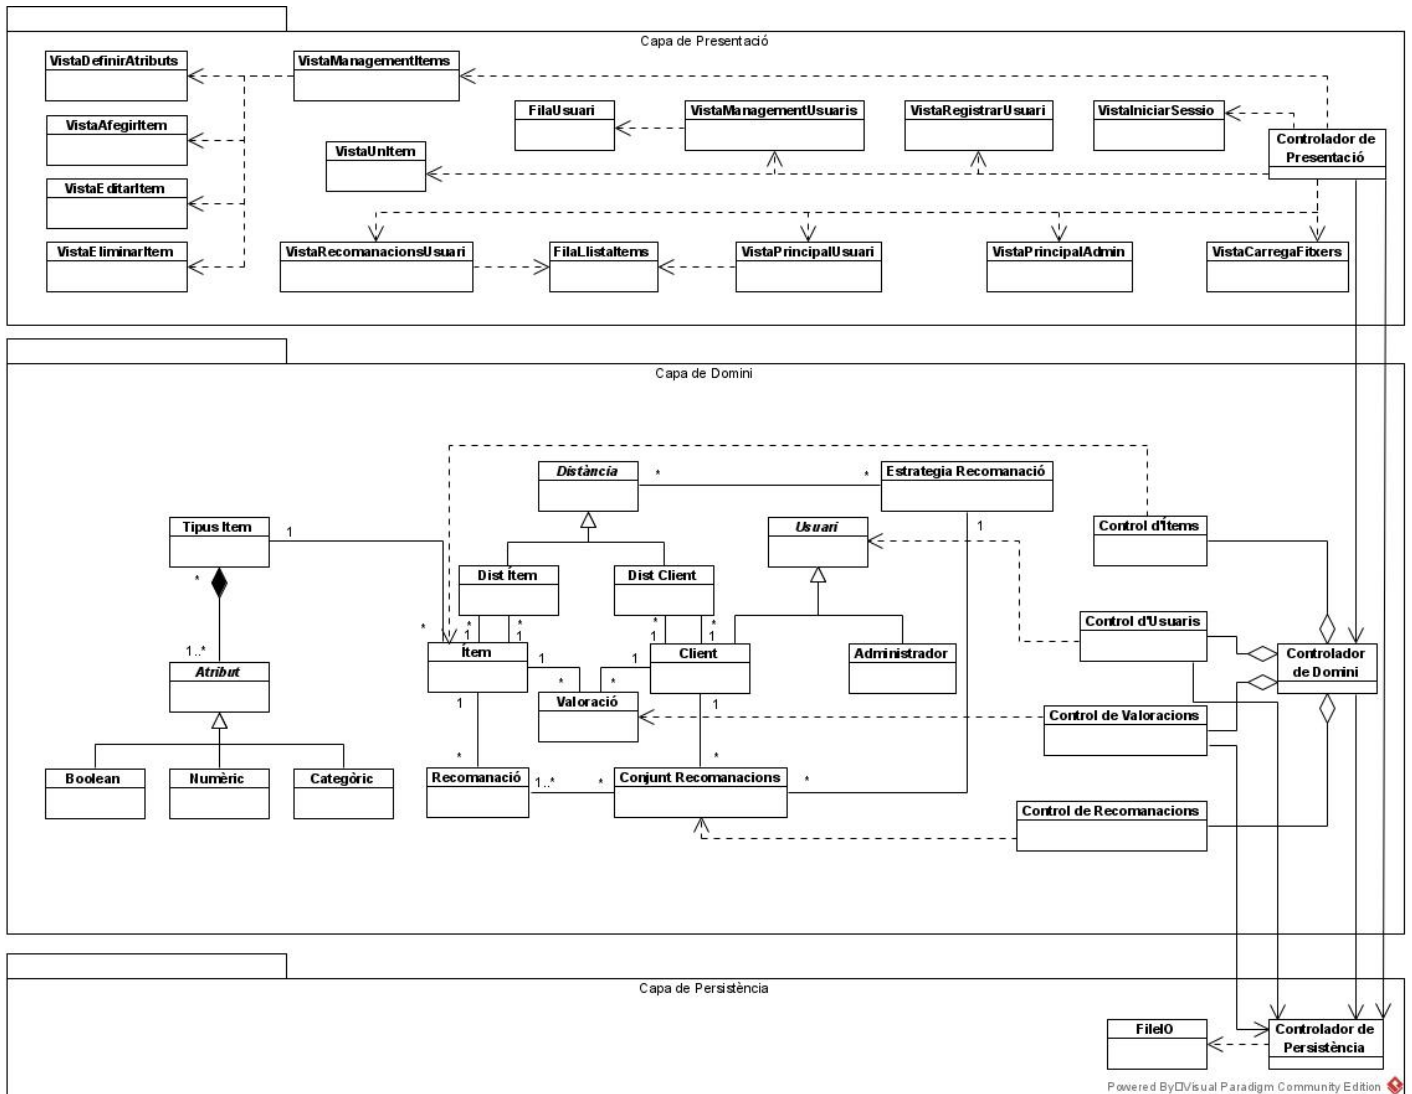 Capa de Presentació
VistaDefinirAtributs
VistaManagementItems
FilaUsuari
VistaManagementUsuaris
VistaRegistrarUsuari
VistaIniciarSessio
VistaAfegirItem
Controlador de
Presentació
VistaUnItem
VistaEditarItem
VistaEliminarItem
VistaRecomanacionsUsuari
FilaLlistaItems
VistaPrincipalUsuari
VistaPrincipalAdmin
VistaCarregaFitxers
Capa de Domini
Distància
*
*
Estrategia Recomanació
Tipus Item
1
Usuari
1
Control d'Ítems
*
Dist Ítem
Dist Client
*
*
*
*
*
1
1
1
1
Control d'Usuaris
1..*
Ítem
1
1
Client
Administrador
Controlador
de Domini
Atribut
*
*
1
Valoració
1
Control de Valoracions
*
*
Boolean
Numèric
Categòric
Recomanació
1..*
*
Conjunt Recomanacions
*
Control de Recomanacions
Capa de Persistència
FileIO
Controlador de
Persistència
Powered By□Visual Paradigm Community Edition